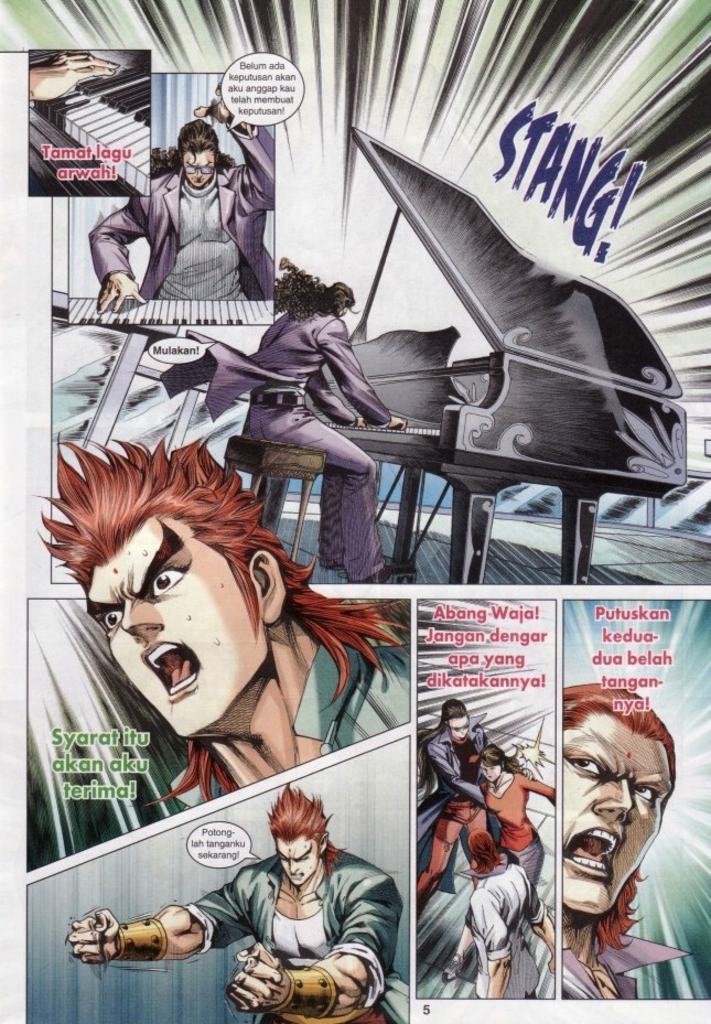 Tamat lagu
arwah!
Belum ada
keputusan akan
aku anggap kau
telah membuat
keputusan!
STANG!
Mulakan!
Syarat itu
akan aku
terima!
Abang Waja!
Jangan dengar
apa yang
dikatakannya!
Putuskan
kedua-
dua belah
tangan-
nya!
Potong-
lah tanganku
sekarang!
5